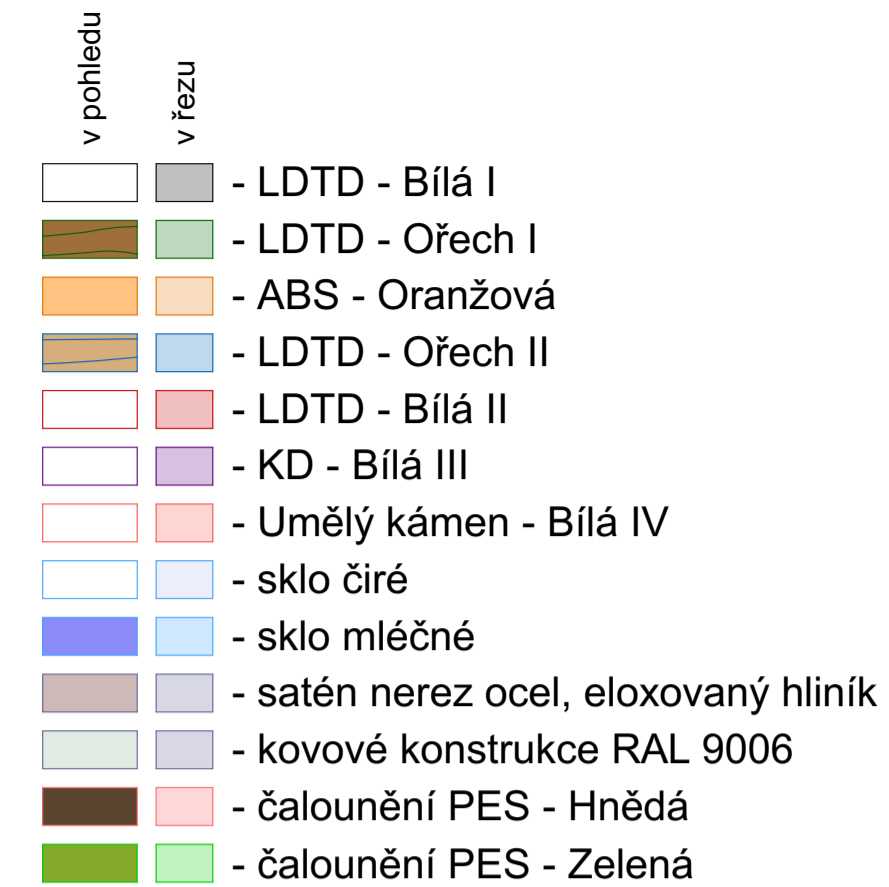 v pohledu
v řezu
- LDTD - Bílá I
- LDTD - Ořech I
- ABS - Oranžová
- LDTD - Ořech II
- LDTD - Bílá II
- KD - Bílá III
- Umělý kámen - Bílá IV
- sklo čiré
- sklo mléčné
- satén nerez ocel, eloxovaný hliník
- kovové konstrukce RAL 9006
- čalounění PES - Hnědá
- čalounění PES - Zelená